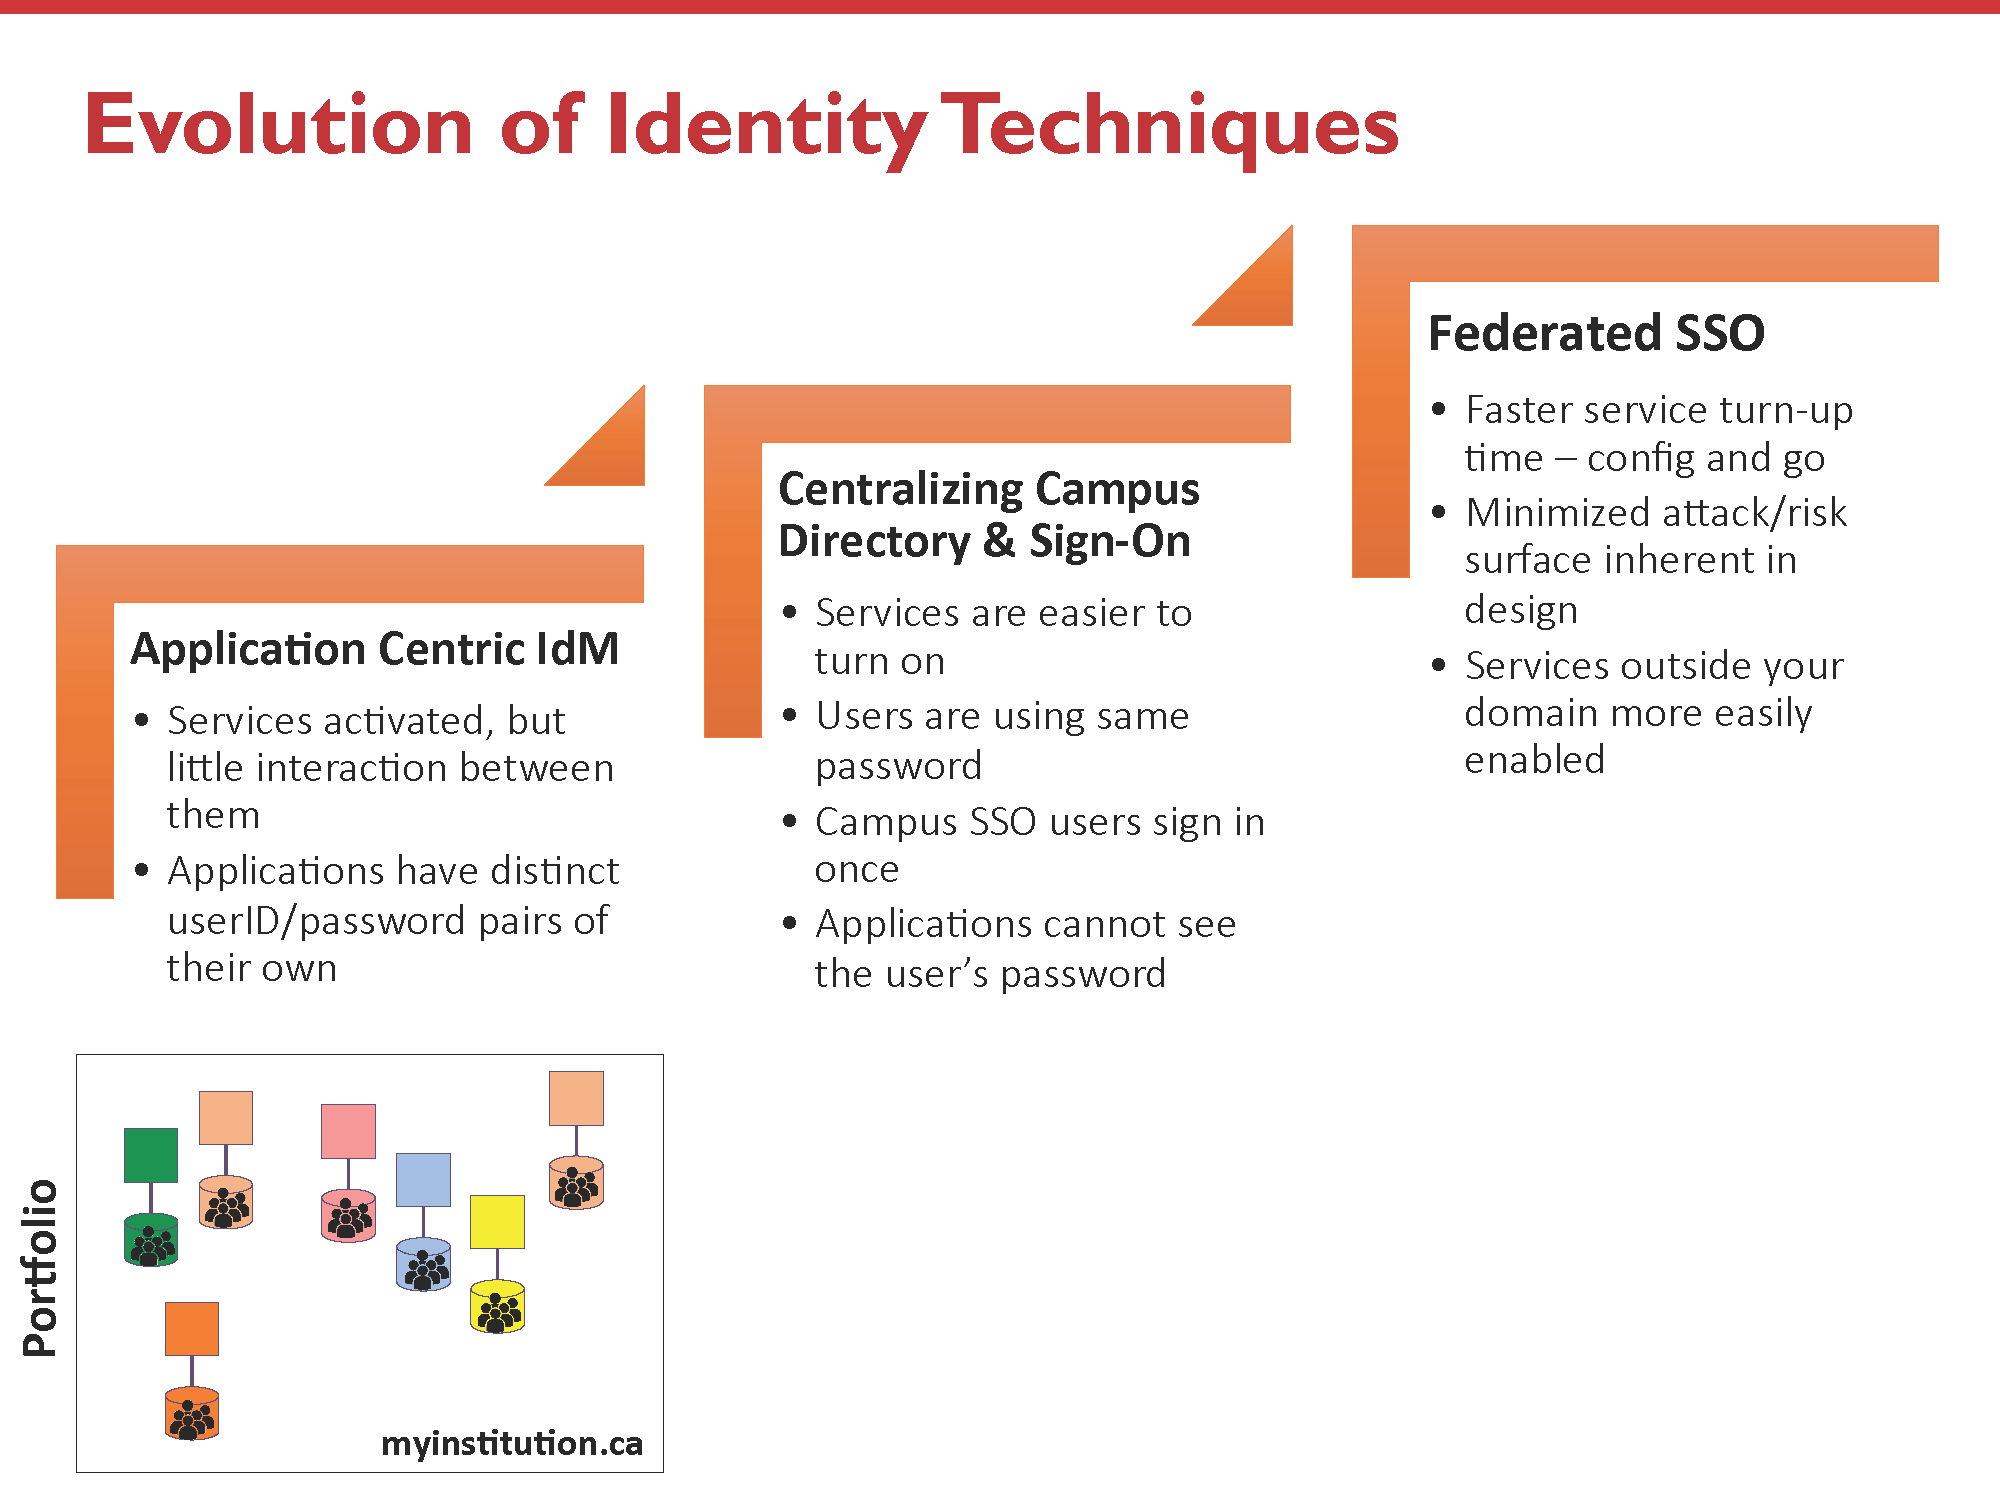 Evolution of Identity Techniques
Application Centric IdM
• Services activated, but
little interaction between
them
• Applications have distinct
userID/password pairs of
their own
Centralizing Campus
Directory & Sign-On
• Services are easier to
turn on
• Users are using same
password
• Campus SSO users sign in
once
• Applications cannot see
the user’s password
Federated SSO
• Faster service turn-up
time – config and go
• Minimized attack/risk
surface inherent in
design
• Services outside your
domain more easily
enabled
Portfolio
myinstitution.ca